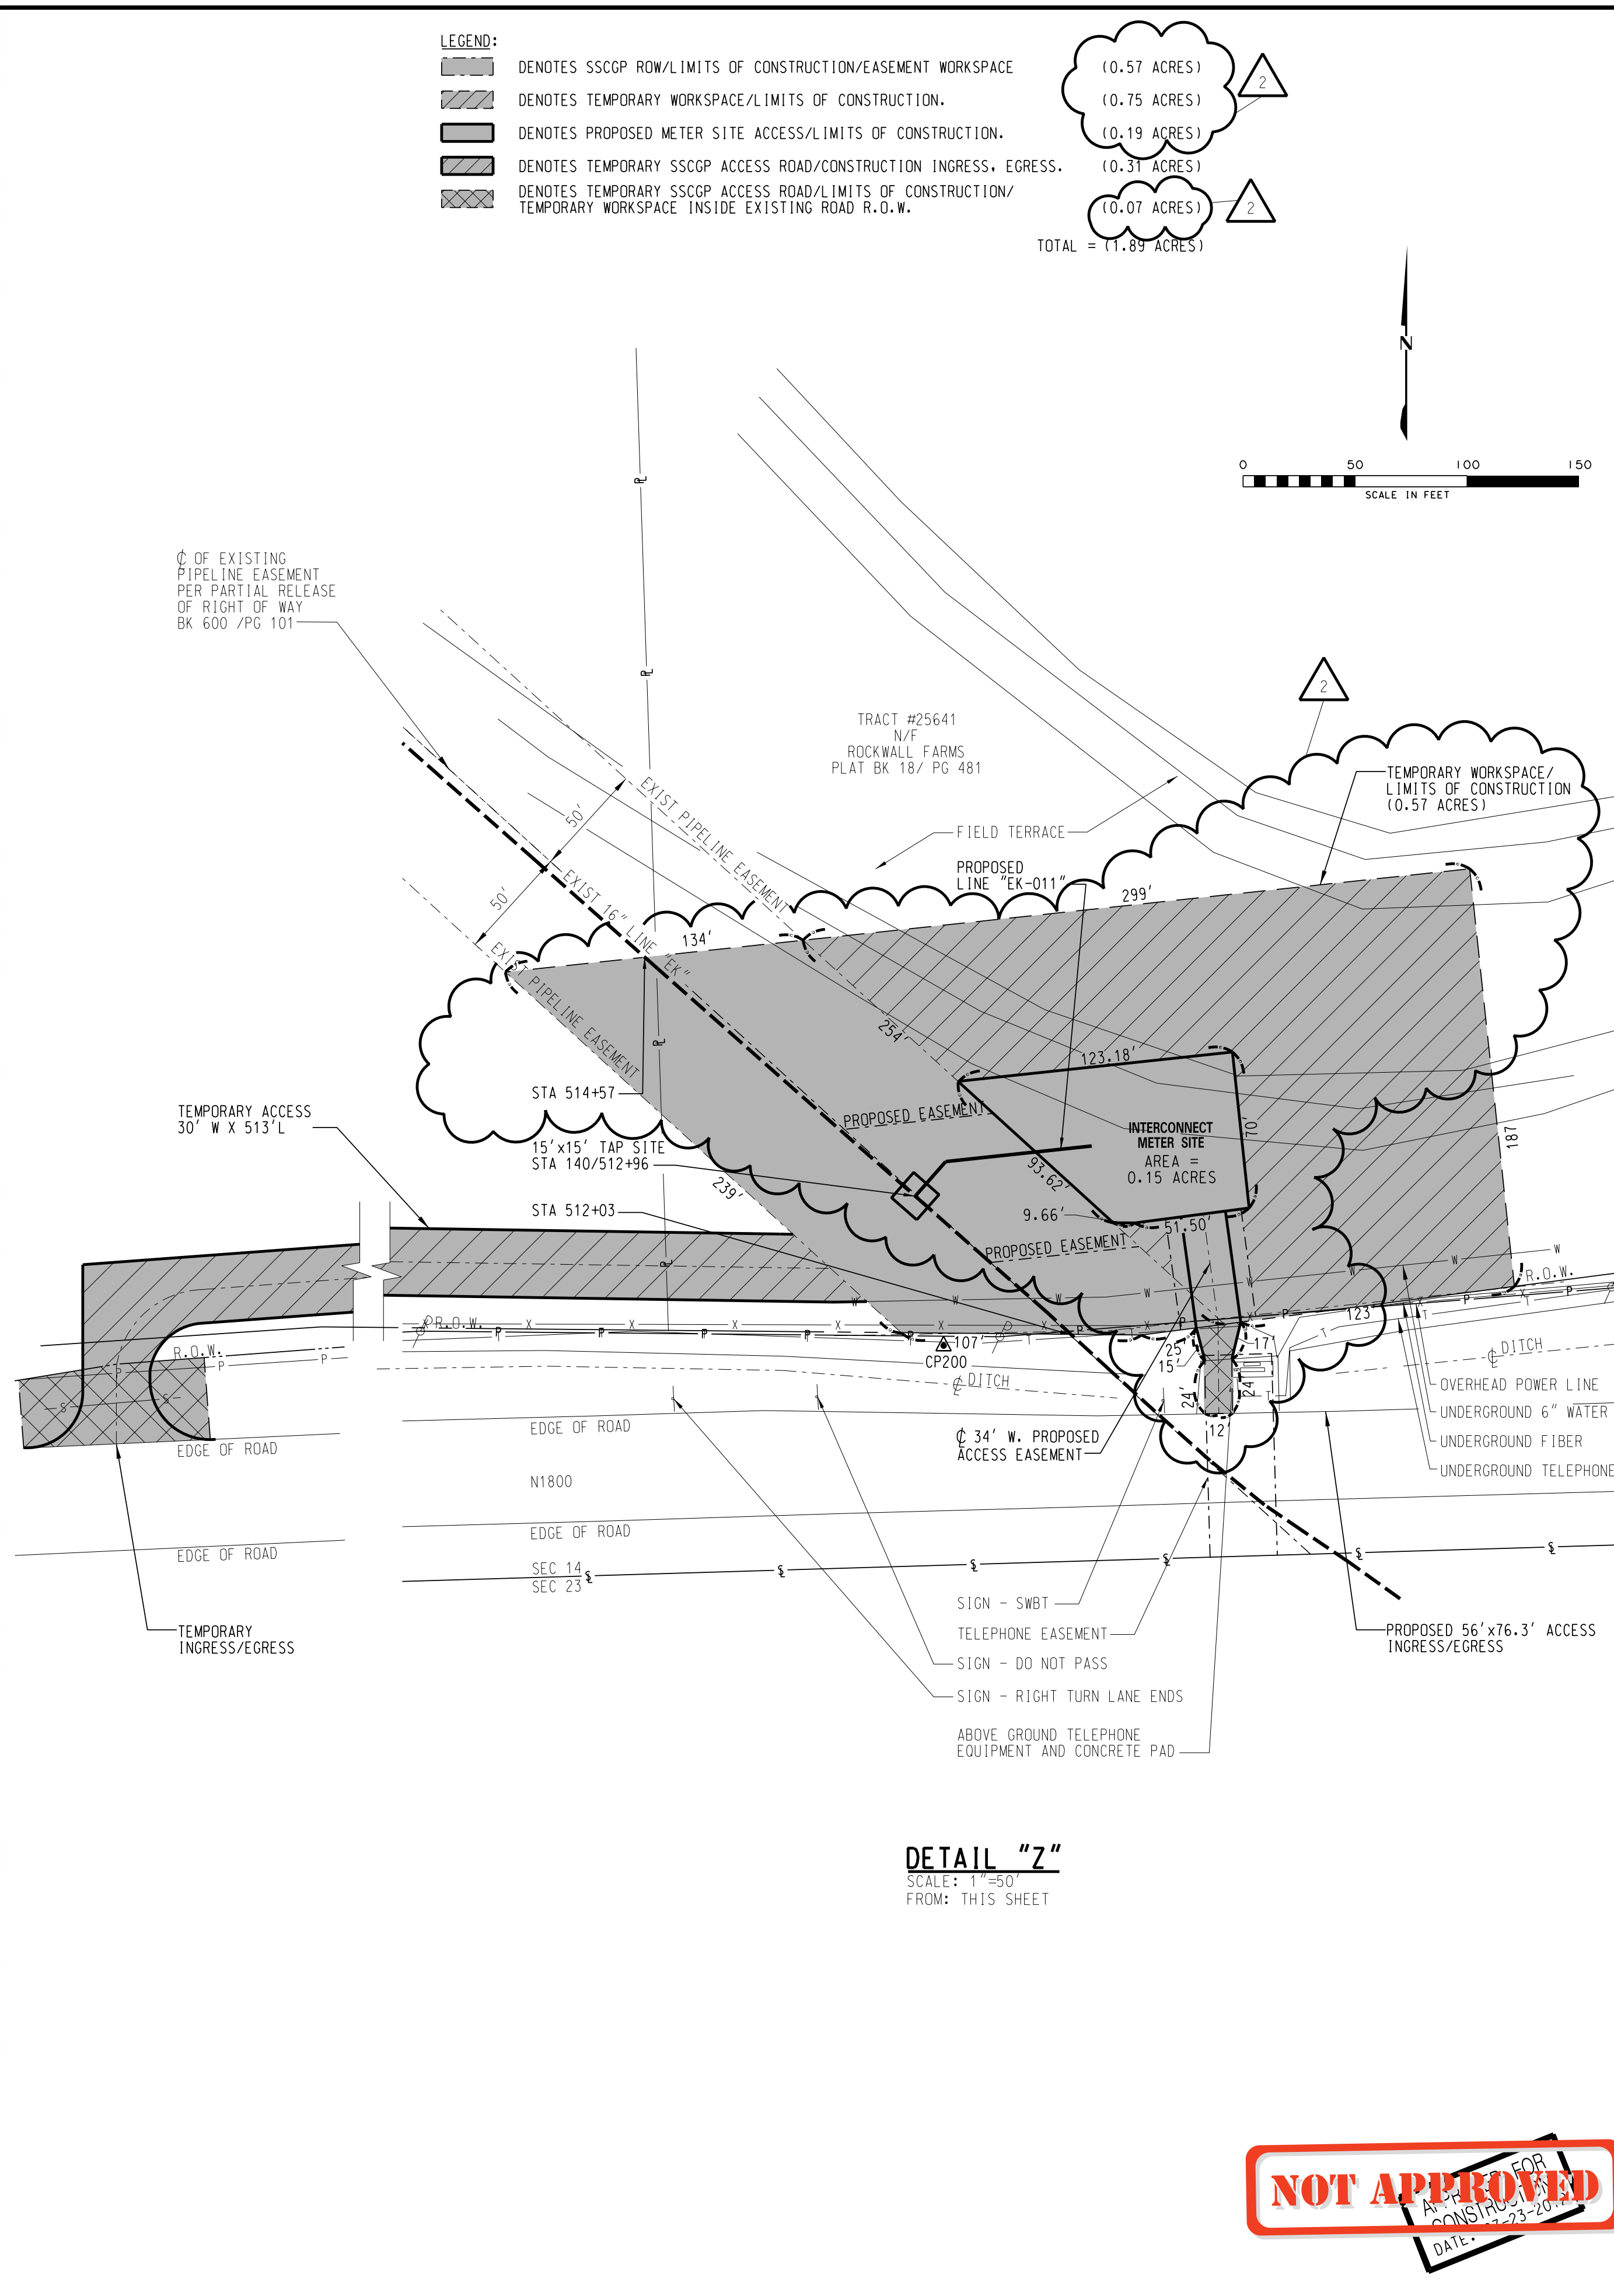 LEGEND:
DENOTES SSCGP ROW/LIMITS OF CONSTRUCTION/EASEMENT WORKSPACE (0.57 ACRES)
2
DENOTES TEMPORARY WORKSPACE/LIMITS OF CONSTRUCTION. (0.75 ACRES)
DENOTES PROPOSED METER SITE ACCESS/LIMITS OF CONSTRUCTION. (0.19 ACRES)
DENOTES TEMPORARY SSCGP ACCESS ROAD/CONSTRUCTION INGRESS, EGRESS. (0.31 ACRES)
DENOTES TEMPORARY SSCGP ACCESS ROAD/LIMITS OF CONSTRUCTION/
TEMPORARY WORKSPACE INSIDE EXISTING ROAD R.O.W. (0.07 ACRES)
2
TOTAL = (1.89 ACRES)
N
0 50 100 150
SCALE IN FEET
℄ OF EXISTING
PIPELINE EASEMENT
PER PARTIAL RELEASE
OF RIGHT OF WAY
BK 600 /PG 101
2
TRACT #25641
N/F
ROCKWALL FARMS
PLAT BK 18/ PG 481
TEMPORARY WORKSPACE/
LIMITS OF CONSTRUCTION
(0.57 ACRES)
FIELD TERRACE
PROPOSED
LINE "EK-011"
50'
50'
EXIST PIPELINE EASEMENT
EXIST 16" LINE "EK"
EXIST PIPELINE EASEMENT
134'
299'
254'
123.18'
STA 514+57
PROPOSED EASEMENT
TEMPORARY ACCESS
30' W X 513'L
15'x15' TAP SITE
STA 140/512+96
INTERCONNECT
METER SITE
AREA =
0.15 ACRES
70'
187'
93.62'
239'
STA 512+03
9.66'
51.50'
PROPOSED EASEMENT
W W W W W W
R.O.W.
R.O.W.
R.O.W.
X X X X X X X X
P P P P P P P P
T T T T
107'
CP200
25'
15'
17'
123'
24'
24'
12'
℄ DITCH
℄ DITCH
S S
OVERHEAD POWER LINE
UNDERGROUND 6" WATER
UNDERGROUND FIBER
UNDERGROUND TELEPHONE
EDGE OF ROAD
EDGE OF ROAD
℄ 34' W. PROPOSED
ACCESS EASEMENT
N1800
EDGE OF ROAD
EDGE OF ROAD
SEC 14
SEC 23
SIGN - SWBT
TELEPHONE EASEMENT
SIGN - DO NOT PASS
SIGN - RIGHT TURN LANE ENDS
ABOVE GROUND TELEPHONE
EQUIPMENT AND CONCRETE PAD
TEMPORARY
INGRESS/EGRESS
PROPOSED 56'x76.3' ACCESS
INGRESS/EGRESS
DETAIL "Z"
SCALE: 1"=50'
FROM: THIS SHEET
NOT APPROVED
FOR
CONSTRUCTION
DATE: